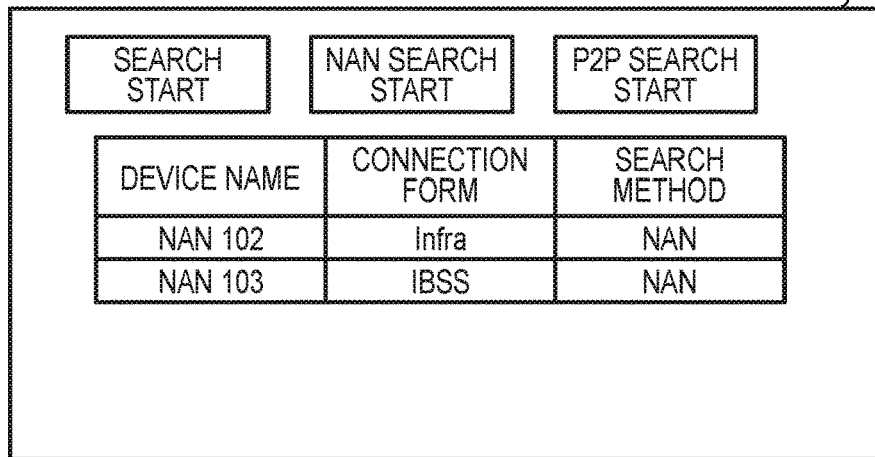 SEARCH
START
NAN SEARCH
START
P2P SEARCH
START
DEVICE NAME
CONNECTION
FORM
SEARCH
METHOD
NAN 102 Infra NAN
NAN 103 IBSS NAN